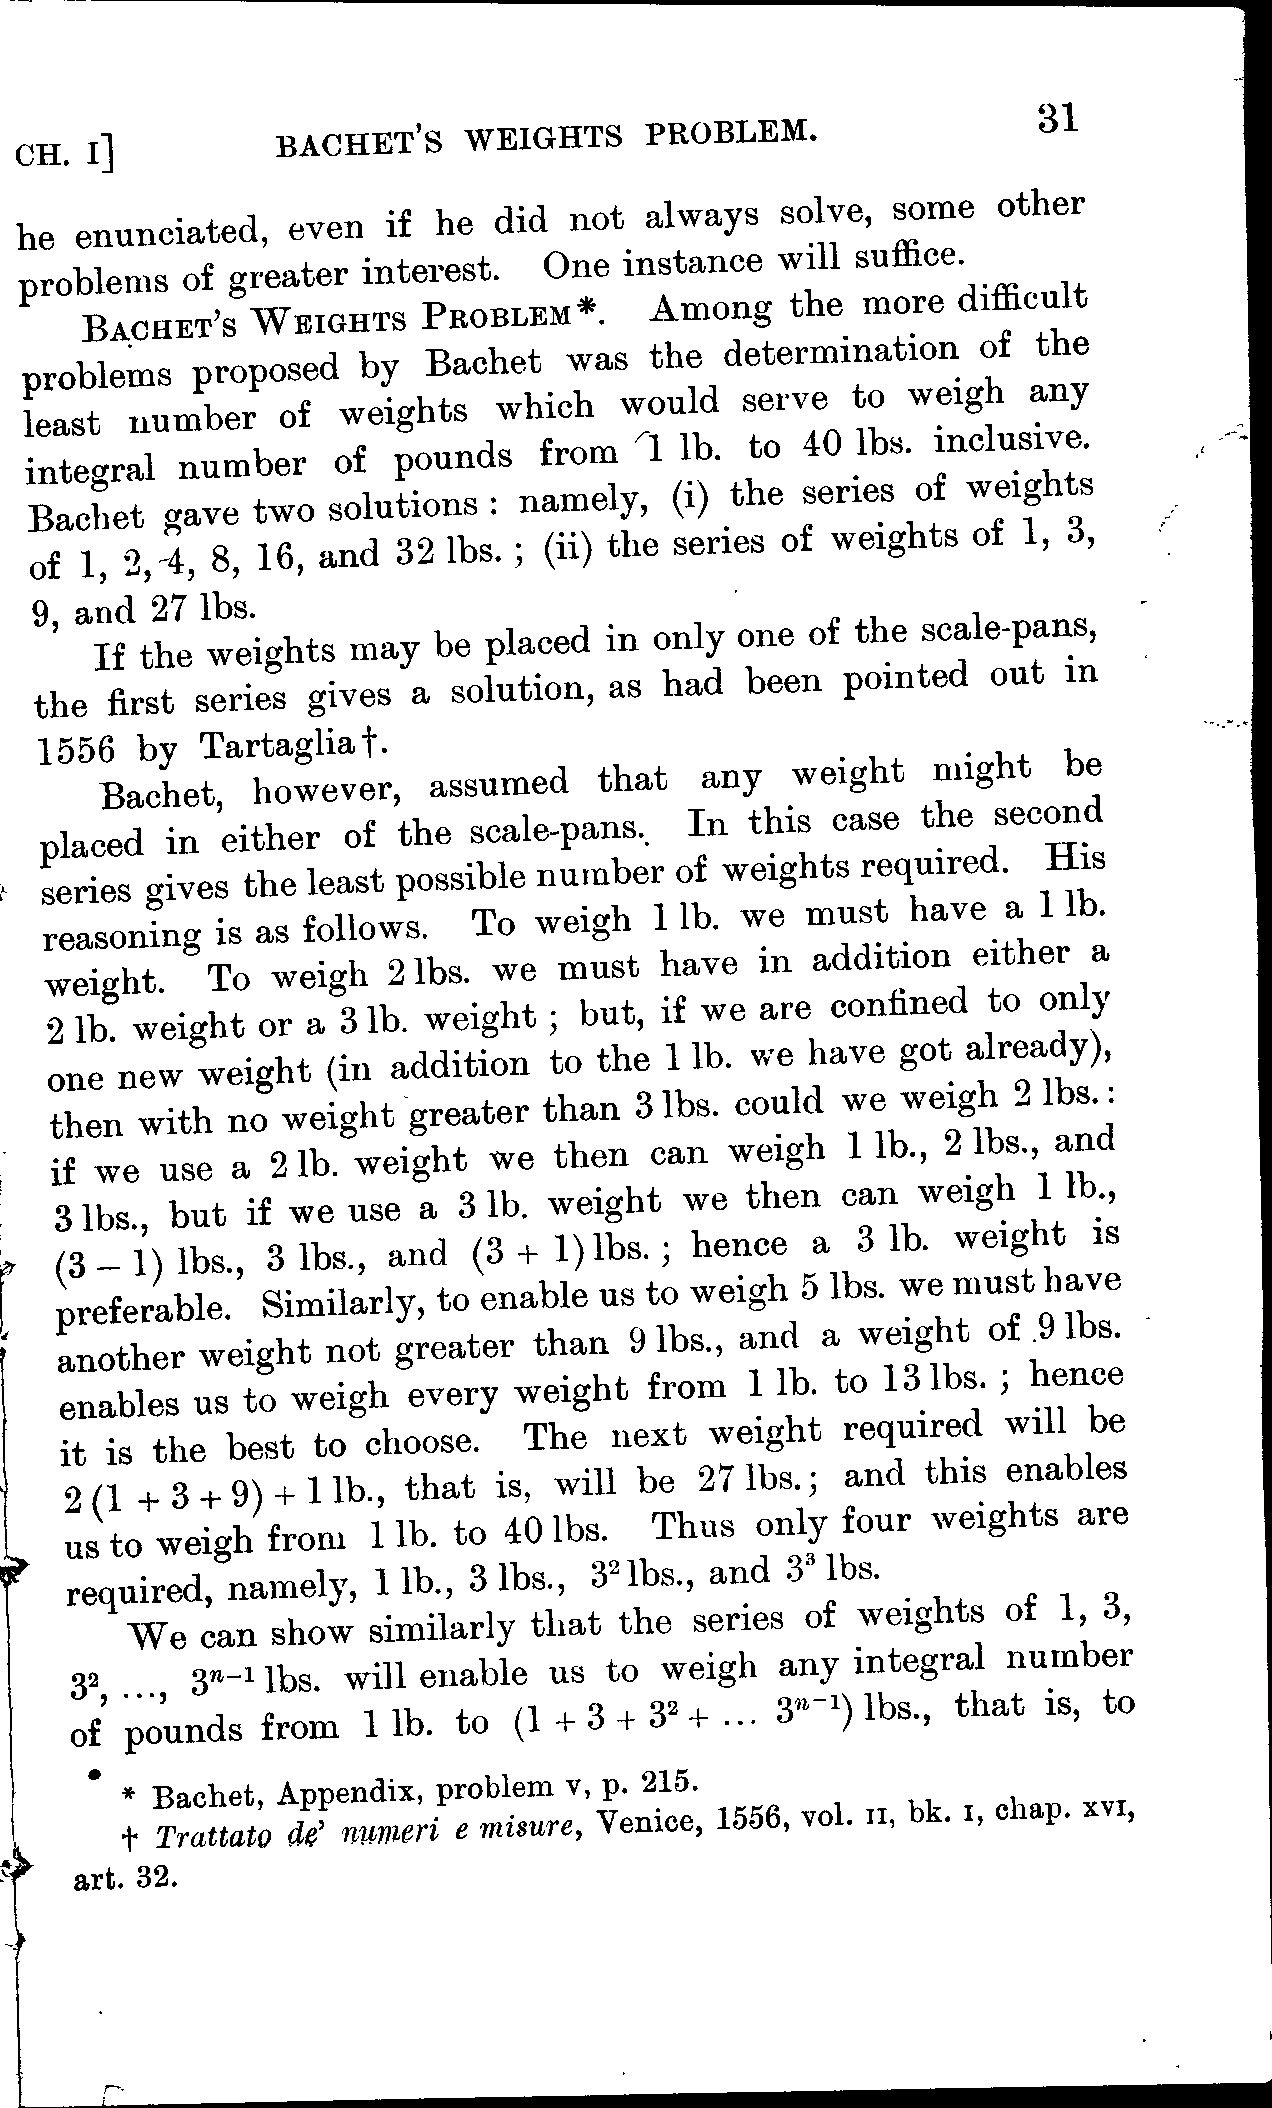 CH. I] BACHET'S WEIGHTS PROBLEM. 31
he enunciated, even if he did not always solve, some other
problems of greater interest. One instance will suffice.
BACHET'S WEIGHTS PROBLEM*. Among the more difficult
problems proposed by Bachet was the determination of the
least number of weights which would serve to weigh any
integral number of pounds from 1 lb. to 40 lbs. inclusive.
Bachet gave two solutions : namely, (i) the series of weights
of 1, 2, 4, 8, 16, and 32 lbs. ; (ii) the series of weights of 1, 3,
9, and 27 lbs.
If the weights may be placed in only one of the scale-pans,
the first series gives a solution, as had been pointed out in
1556 by Tartaglia†.
Bachet, however, assumed that any weight might be
placed in either of the scale-pans. In this case the second
series gives the least possible number of weights required. His
reasoning is as follows. To weigh 1 lb. we must have a 1 lb.
weight. To weigh 2 lbs. we must have in addition either a
2 lb. weight or a 3 lb. weight ; but, if we are confined to only
one new weight (in addition to the 1 lb. we have got already),
then with no weight greater than 3 lbs. could we weigh 2 lbs. :
if we use a 2 lb. weight we then can weigh 1 lb., 2 lbs., and
3 lbs., but if we use a 3 lb. weight we then can weigh 1 lb.,
(3 – 1) lbs., 3 lbs., and (3 + 1) lbs. ; hence a 3 lb. weight is
preferable. Similarly, to enable us to weigh 5 lbs. we must have
another weight not greater than 9 lbs., and a weight of 9 lbs.
enables us to weigh every weight from 1 lb. to 13 lbs. ; hence
it is the best to choose. The next weight required will be
2 (1 + 3 + 9) + 1 lb., that is, will be 27 lbs. ; and this enables
us to weigh from 1 lb. to 40 lbs. Thus only four weights are
required, namely, 1 lb., 3 lbs., 3² lbs., and 3³ lbs.
We can show similarly that the series of weights of 1, 3,
3², ..., 3ⁿ⁻¹ lbs. will enable us to weigh any integral number
of pounds from 1 lb. to (1 + 3 + 3² + ... 3ⁿ⁻¹) lbs., that is, to
* Bachet, Appendix, problem v, p. 215.
† Trattato de' numeri e misure, Venice, 1556, vol. II, bk. I, chap. XVI,
art. 32.